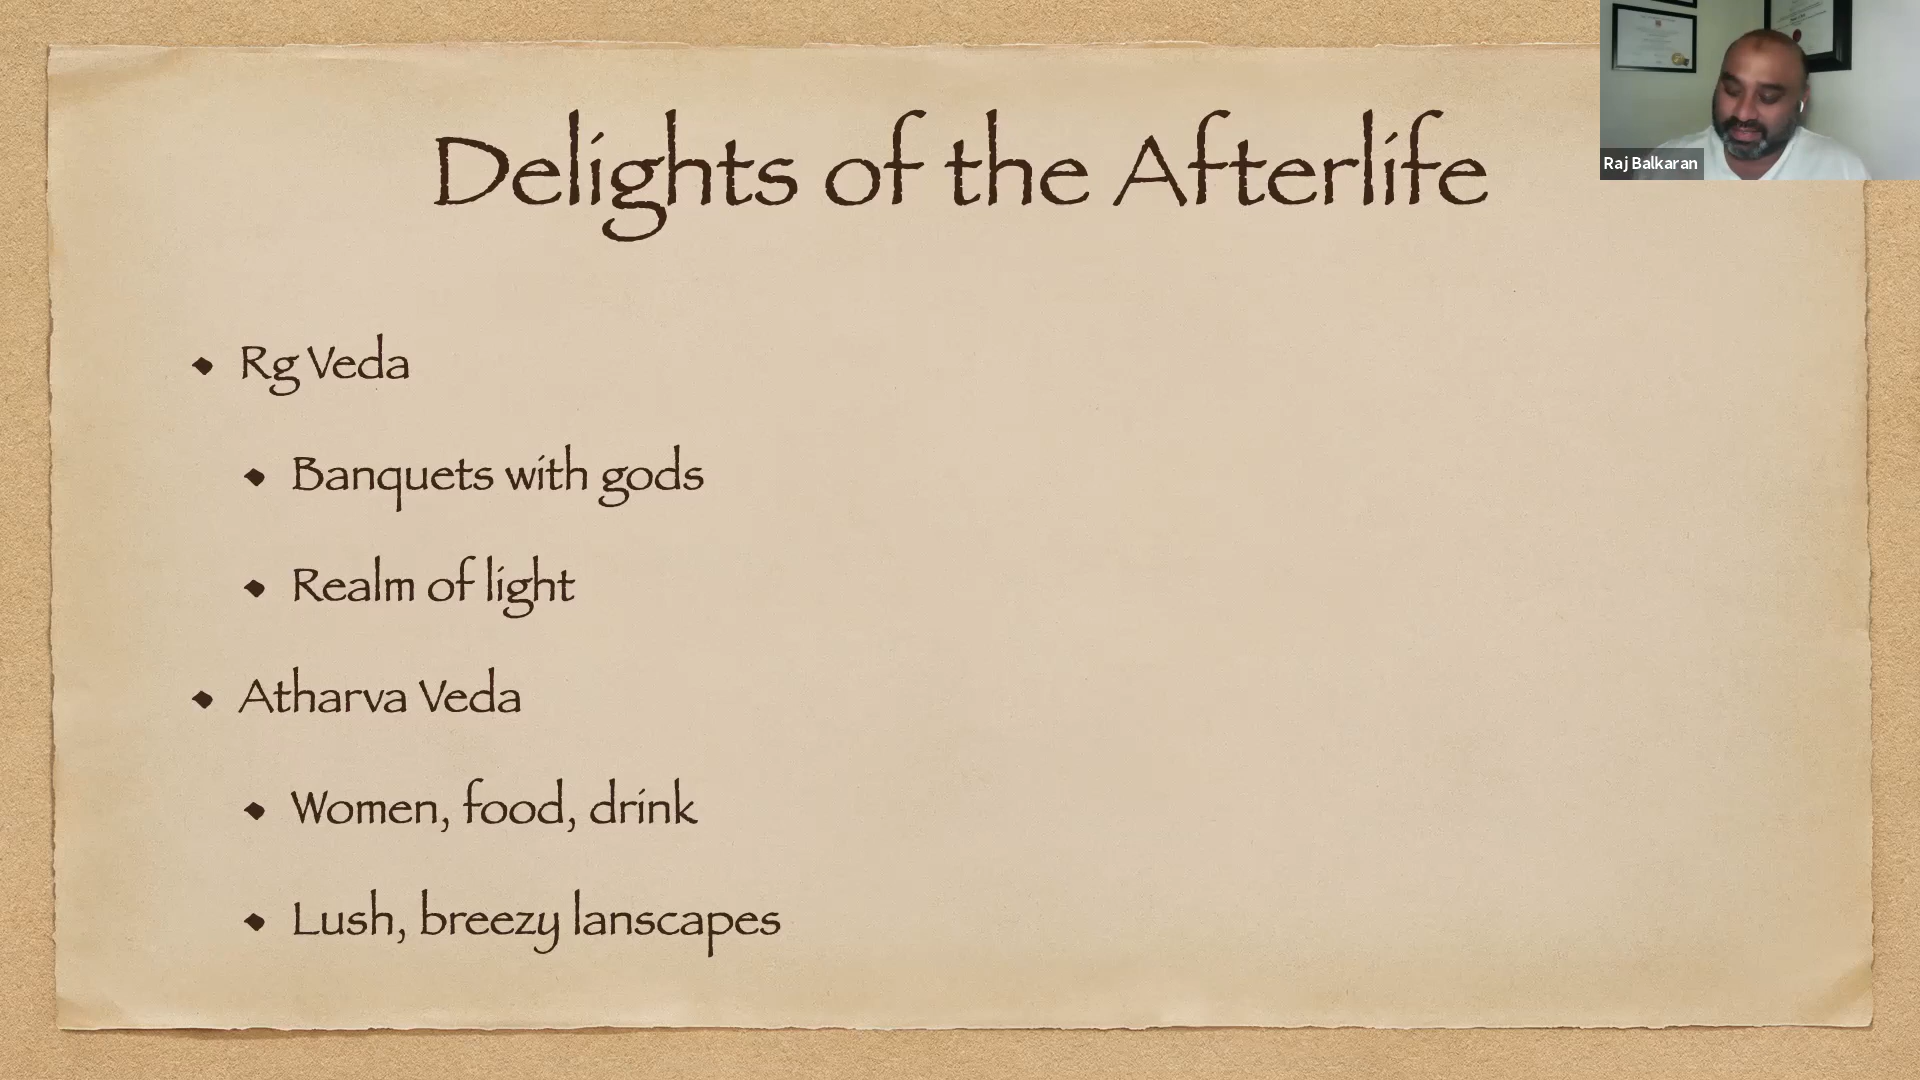 Delights of the Afterlife
Raj Balkaran
Rg Veda
Banquets with gods
Realm of light
Atharva Veda
Women, food, drink
Lush, breezy lanscapes